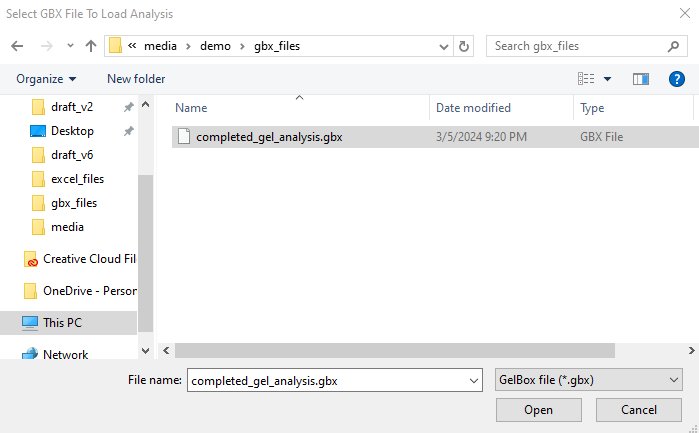 Select GBX File To Load Analysis
« media › demo › gbx_files
Search gbx_files
Organize
New folder
Name
Date modified
Type
draft_v2
Desktop
draft_v6
excel_files
gbx_files
media
Creative Cloud Fil
OneDrive - Person
This PC
Network
completed_gel_analysis.gbx
3/5/2024 9:20 PM
GBX File
File name:
completed_gel_analysis.gbx
GelBox file (*.gbx)
Open
Cancel